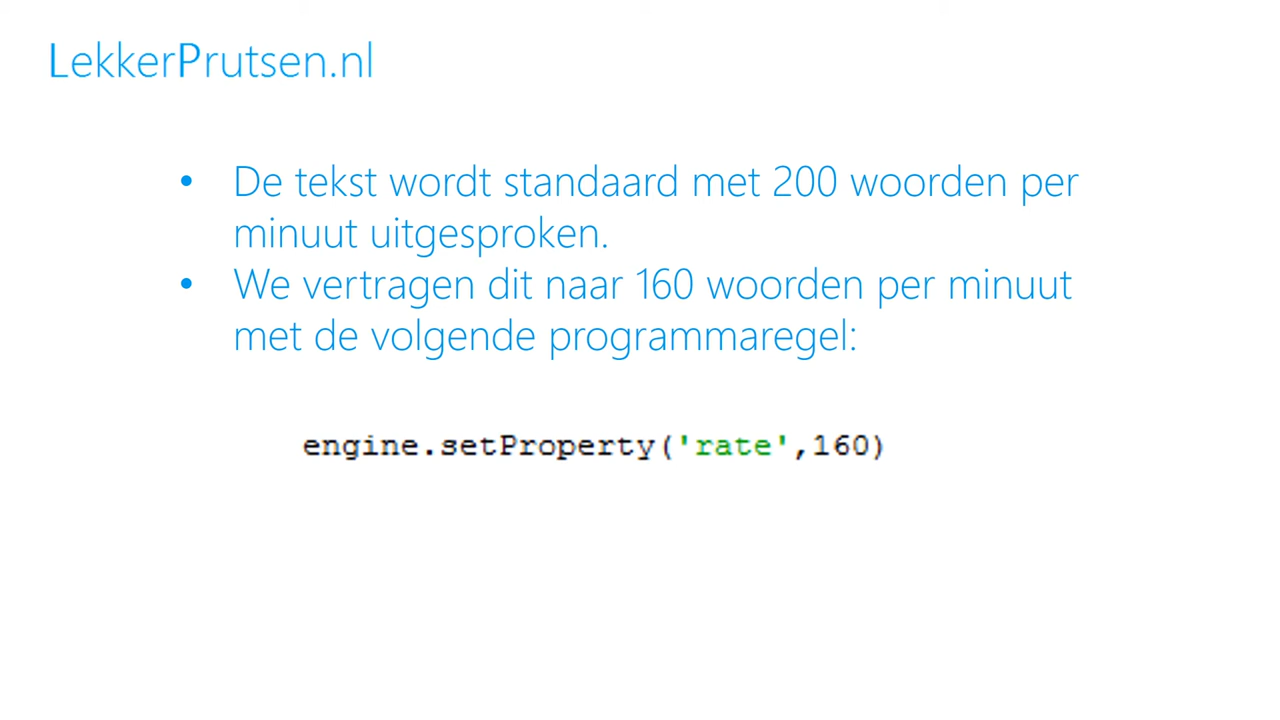 LekkerPrutsen.nl
• De tekst wordt standaard met 200 woorden per
minuut uitgesproken.
• We vertragen dit naar 160 woorden per minuut
met de volgende programmaregel:
engine.setProperty('rate',160)